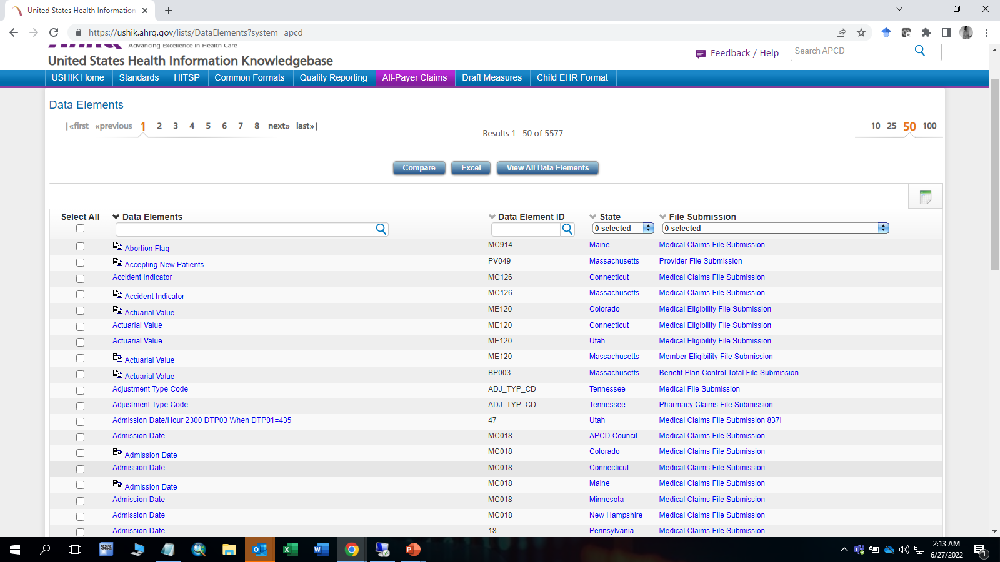 United States Health Information
https://ushik.ahrq.gov/lists/DataElements?system=apcd
Advancing Excellence in Health Care
United States Health Information Knowledgebase
Feedback / Help
Search APCD
USHIK Home Standards HITSP Common Formats Quality Reporting All-Payer Claims Draft Measures Child EHR Format
Data Elements
|«first «previous 1 2 3 4 5 6 7 8 next» last»|
Results 1 - 50 of 5577
10 25 50 100
Compare Excel View All Data Elements
Select All Data Elements Data Element ID State File Submission
0 selected 0 selected
Abortion Flag MC914 Maine Medical Claims File Submission
Accepting New Patients PV049 Massachusetts Provider File Submission
Accident Indicator MC126 Connecticut Medical Claims File Submission
Accident Indicator MC126 Massachusetts Medical Claims File Submission
Actuarial Value ME120 Colorado Medical Eligibility File Submission
Actuarial Value ME120 Connecticut Medical Eligibility File Submission
Actuarial Value ME120 Utah Medical Eligibility File Submission
Actuarial Value ME120 Massachusetts Member Eligibility File Submission
Actuarial Value BP003 Massachusetts Benefit Plan Control Total File Submission
Adjustment Type Code ADJ_TYP_CD Tennessee Medical File Submission
Adjustment Type Code ADJ_TYP_CD Tennessee Pharmacy Claims File Submission
Admission Date/Hour 2300 DTP03 When DTP01=435 47 Utah Medical Claims File Submission 837I
Admission Date MC018 APCD Council Medical Claims File Submission
Admission Date MC018 Colorado Medical Claims File Submission
Admission Date MC018 Connecticut Medical Claims File Submission
Admission Date MC018 Maine Medical Claims File Submission
Admission Date MC018 Minnesota Medical Claims File Submission
Admission Date MC018 New Hampshire Medical Claims File Submission
Admission Date 18 Pennsylvania Medical Claims File Submission
sas
2:13 AM
6/27/2022
1